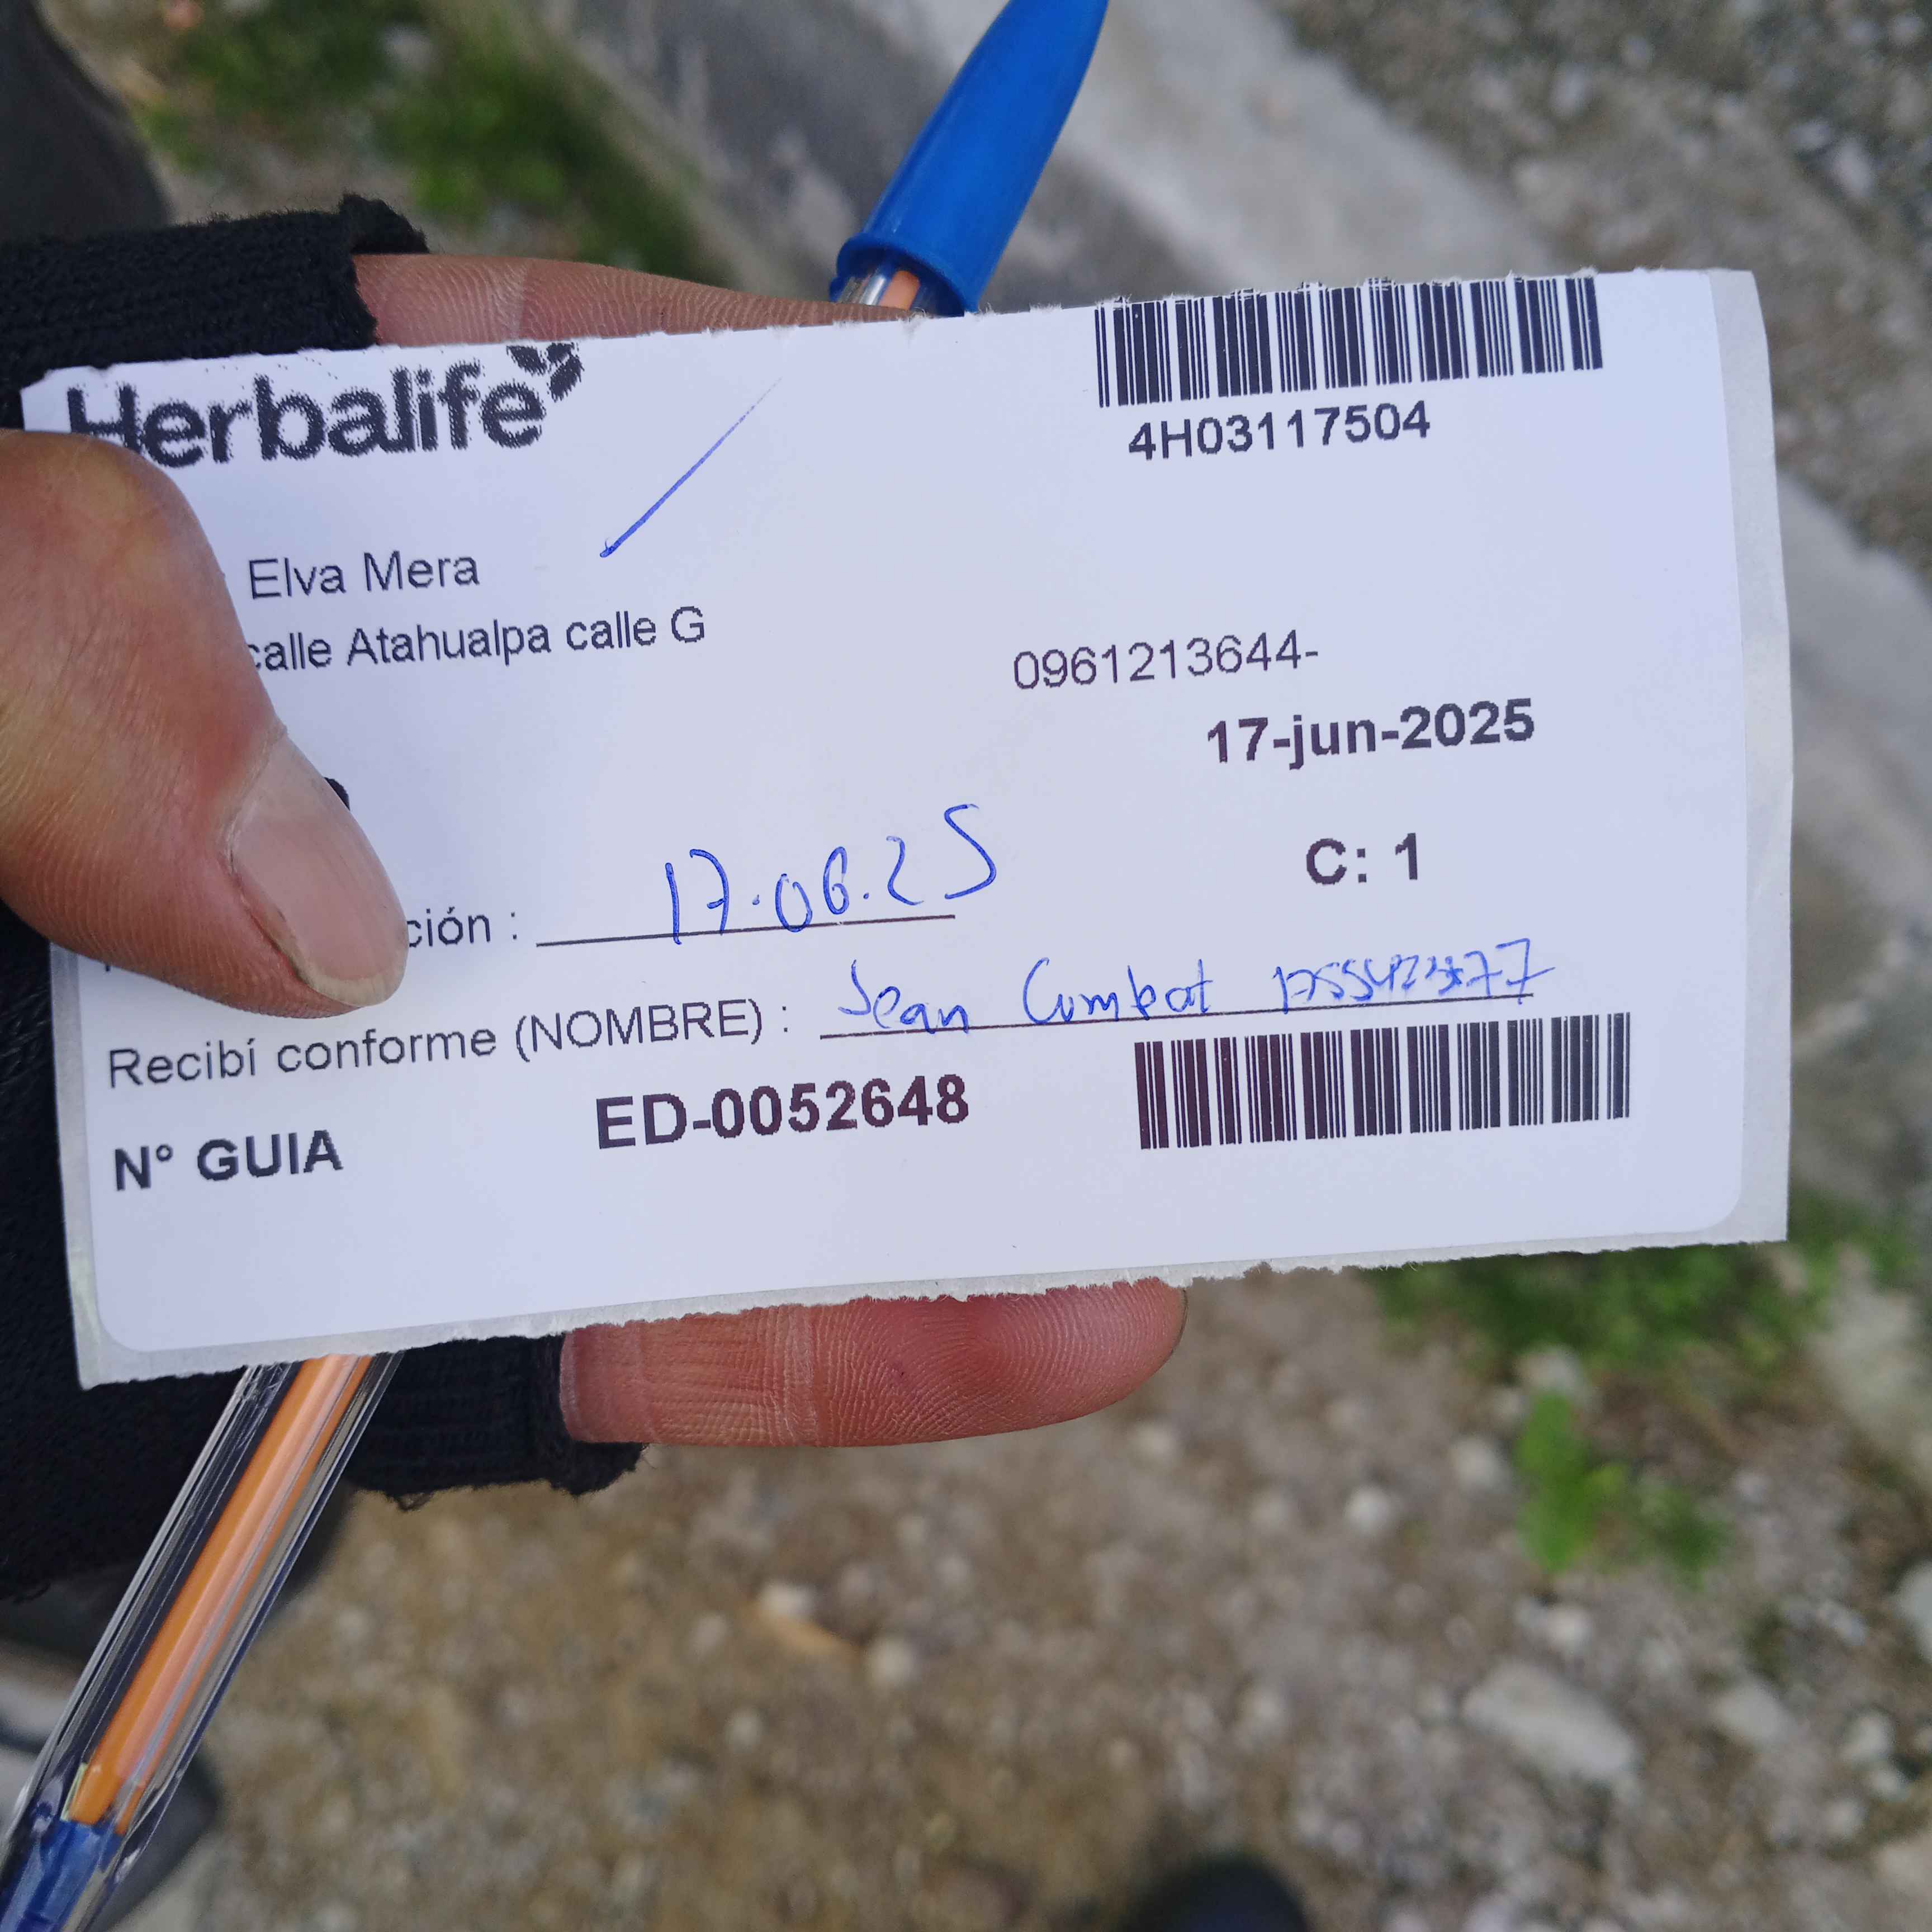 Herbalife
4H03117504
Elva Mera
calle Atahualpa calle G
0961213644-
17-jun-2025
C: 1
ción : 17.06.25
Recibí conforme (NOMBRE) : Jean Cumbat
N° GUIA ED-0052648